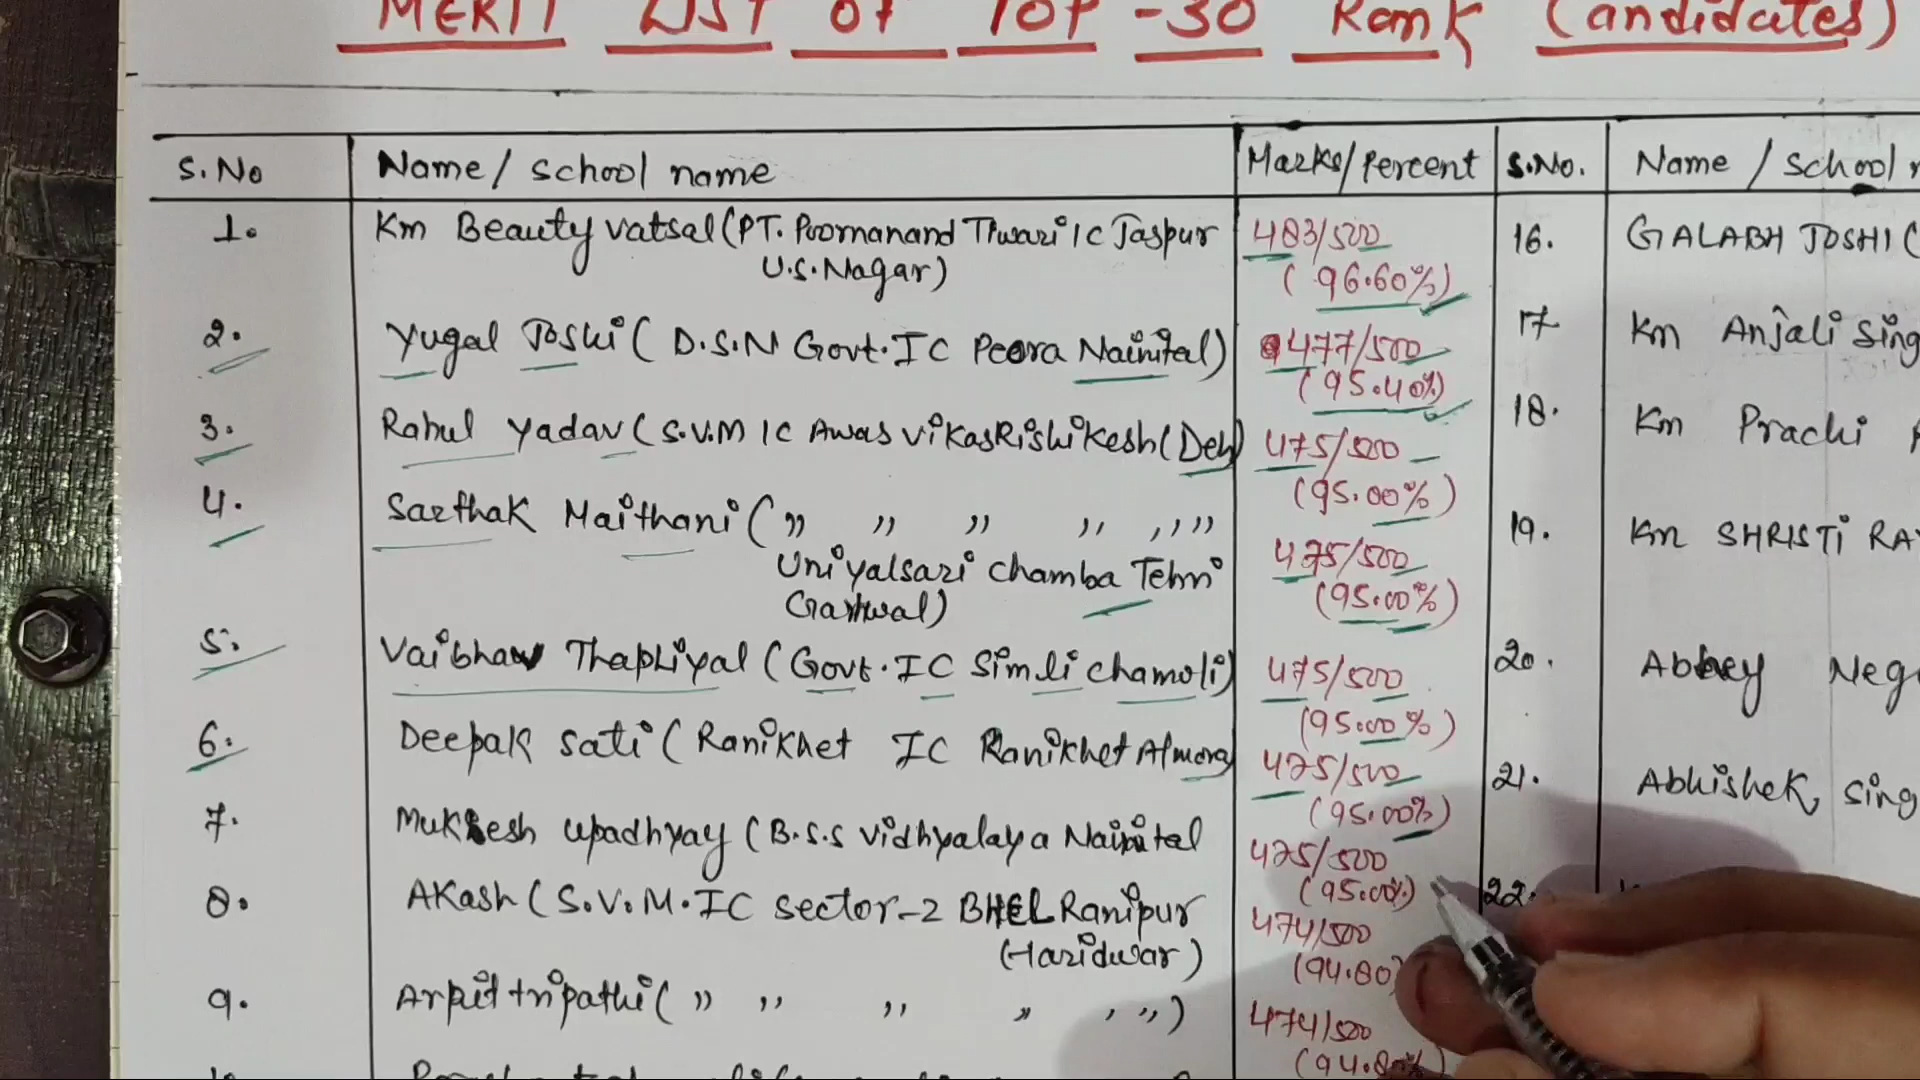 MERIT LIST OF TOP-30 Rank (andidates)
S.No Name/ school name Marks/Percent S.No. Name / school
1. Km Beauty vatsal (PT. Poornanand Tiwari IC Jaspur 483/500 16. GALABH JOSHI (
U.S.Nagar) (96.60%)
2. Yugal Joshi ( D.S.N Govt. IC Peora Nainital) 477/500 17 Km Anjali Sing
(95.40%)
3. Rahul Yadav (S.V.M IC Awas Vikas Rishikesh (Deh) 475/500 18. Km Prachi
(95.00%)
4. Sarthak Maithani ( ,, ,, ,, ,, ,, ,, 475/500 19. Km SHRISTI RA
Uniyalsari Chamba Tehri (95.00%)
Garhwal)
5. Vaibhav Thapliyal (Govt. IC Simli chamoli) 475/500 20. Abhey Neg
(95.00%)
6. Deepak Sati ( Ranikhet IC Ranikhet Almora 475/500 21. Abhishek Sing
(95.00%)
7. Mukesh Upadhyay (B.S.S Vidhyalaya Nainital 475/500 22.
(95.00%)
8. Akash (S.V.M.IC sector-2 BHEL Ranipur 474/500
(Haridwar) (94.80
9. Arpit tripathi ( ,, ,, ,, ,, ,, ,,) 474/500
(94.80%)